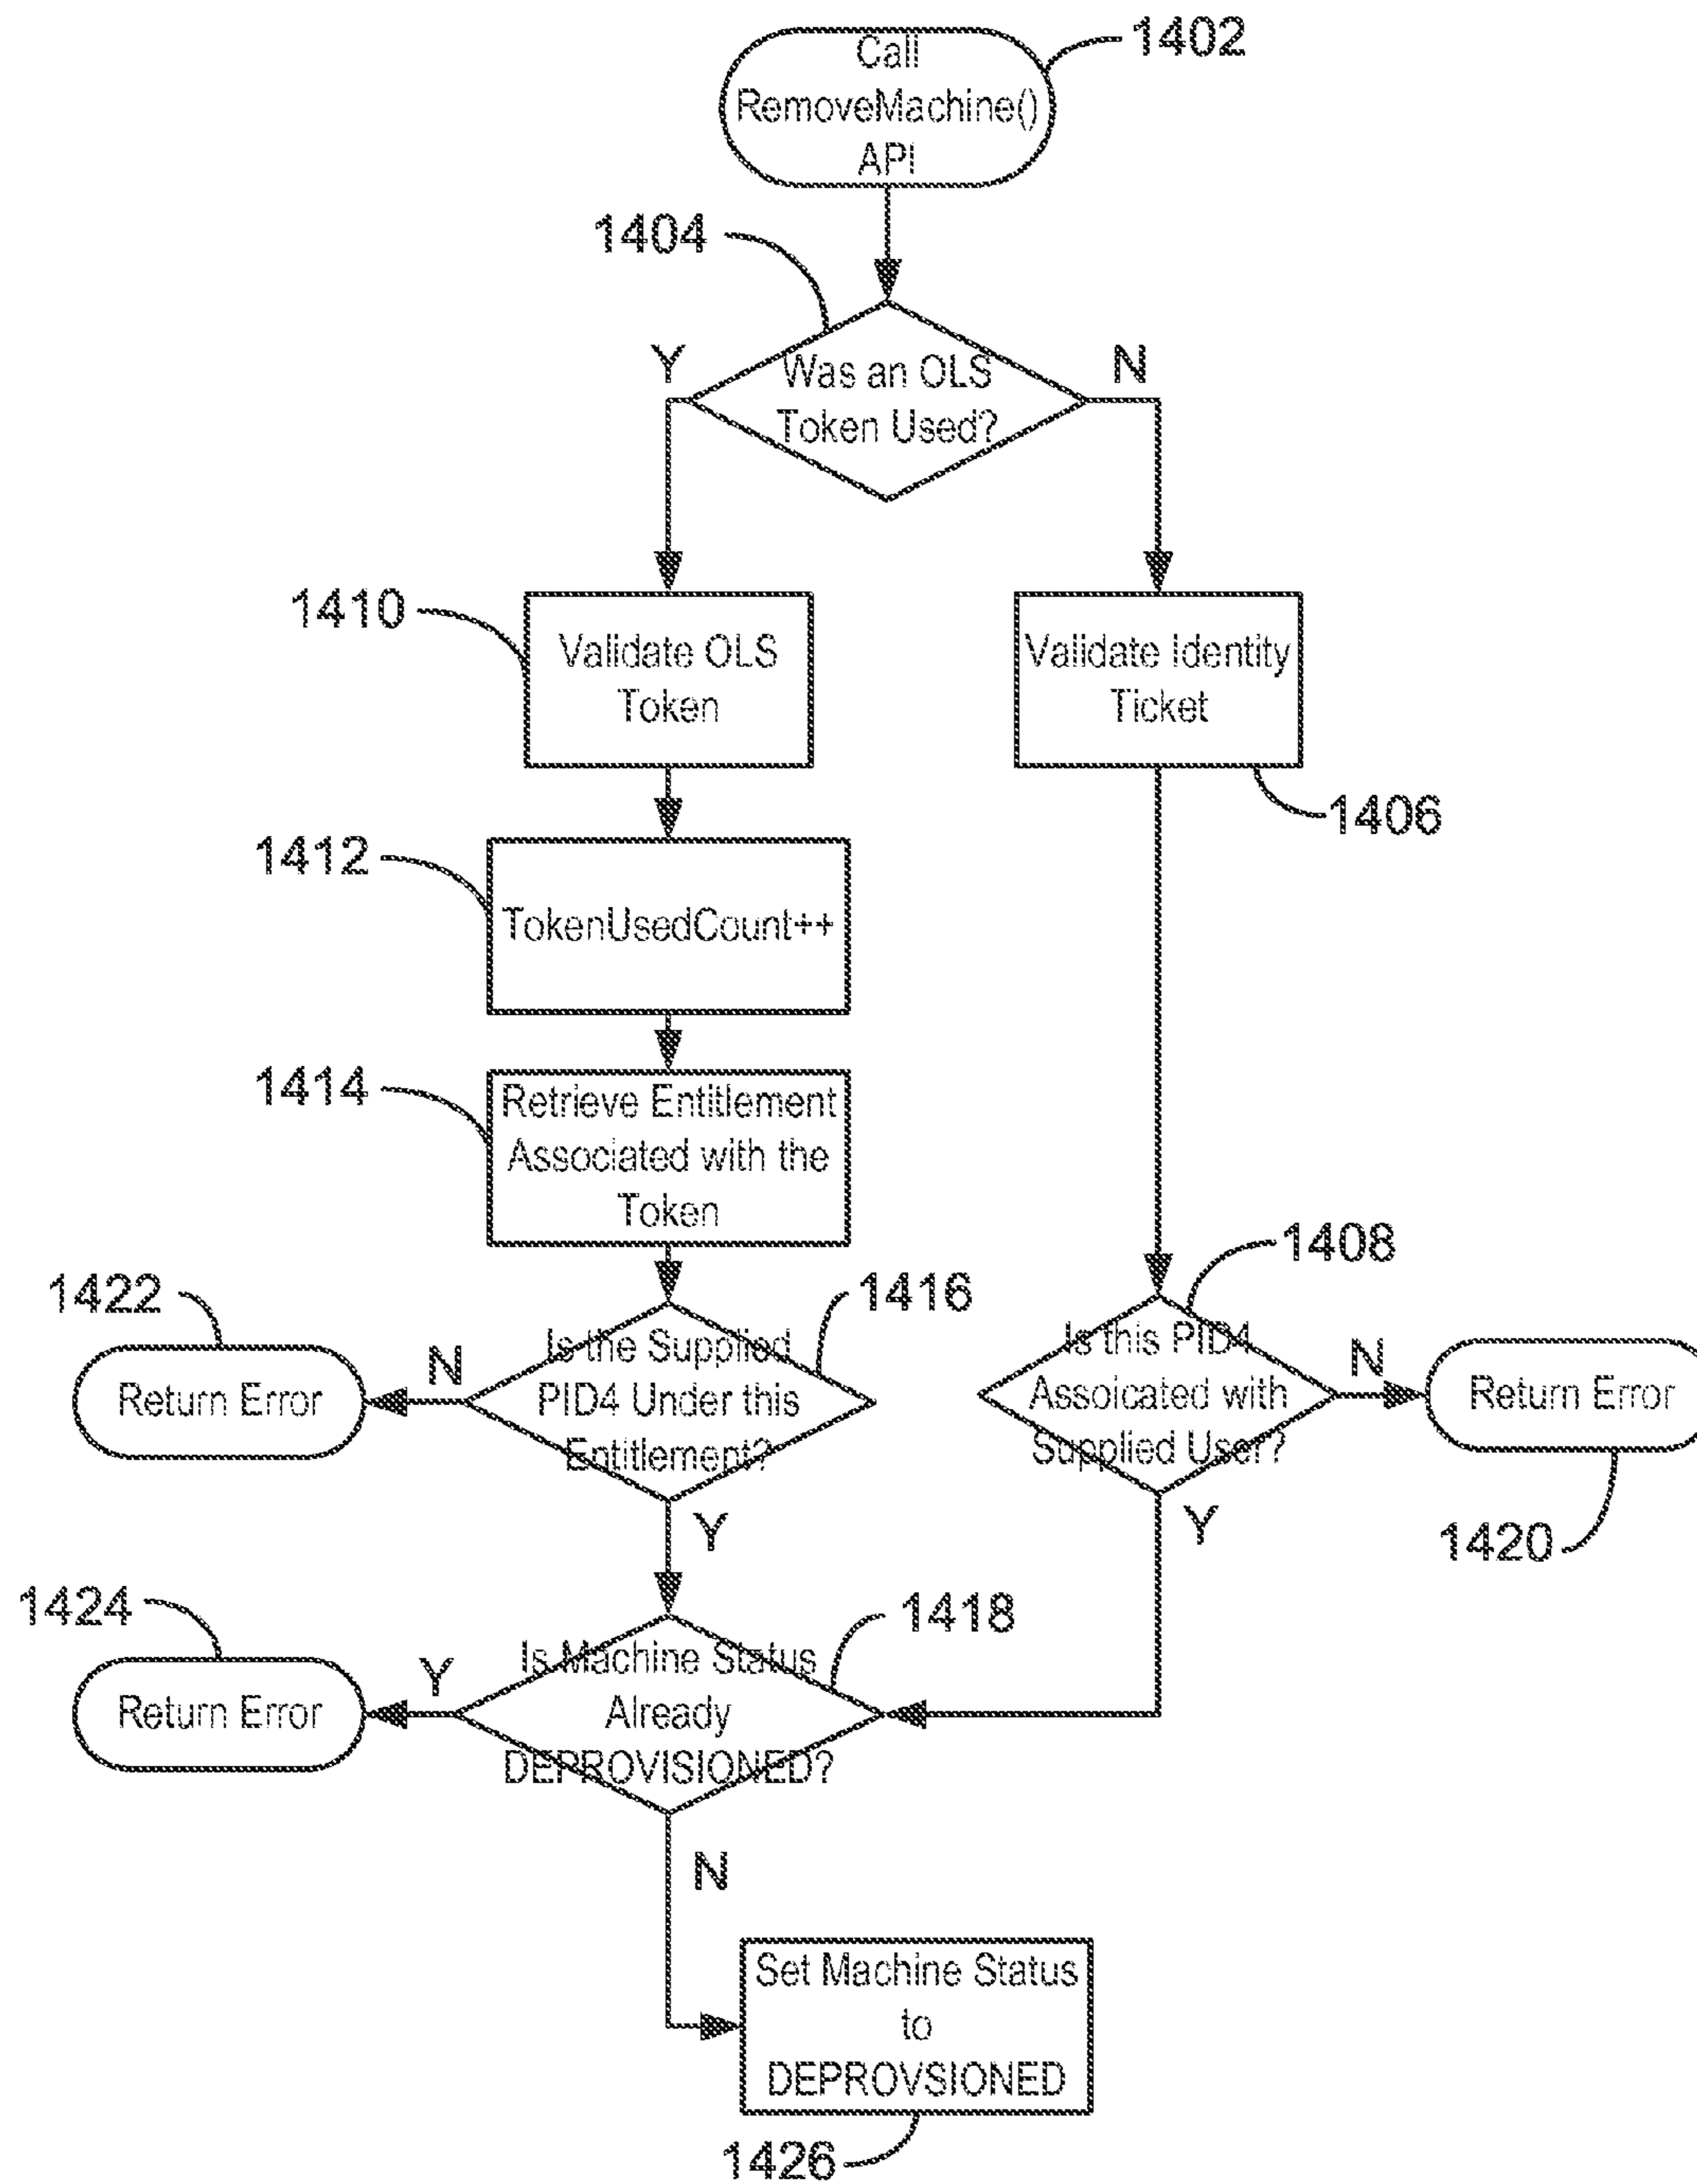 Call
RemoveMachine()
API
1402
1404
Y
Was an OLS
Token Used?
N
1410
Validate OLS
Token
Validate Identity
Ticket
1406
1412
TokenUsedCount++
1414
Retrieve Entitlement
Associated with the
Token
1408
1422
1416
Return Error
N
Is the Supplied
PID4 Under this
Entitlement?
Is this PID4
Assoicated with
Supplied User?
N
Return Error
Y
Y
1420
1424
1418
Return Error
Y
Is Machine Status
Already
DEPROVISIONED?
N
Set Machine Status
to
DEPROVSIONED
1426